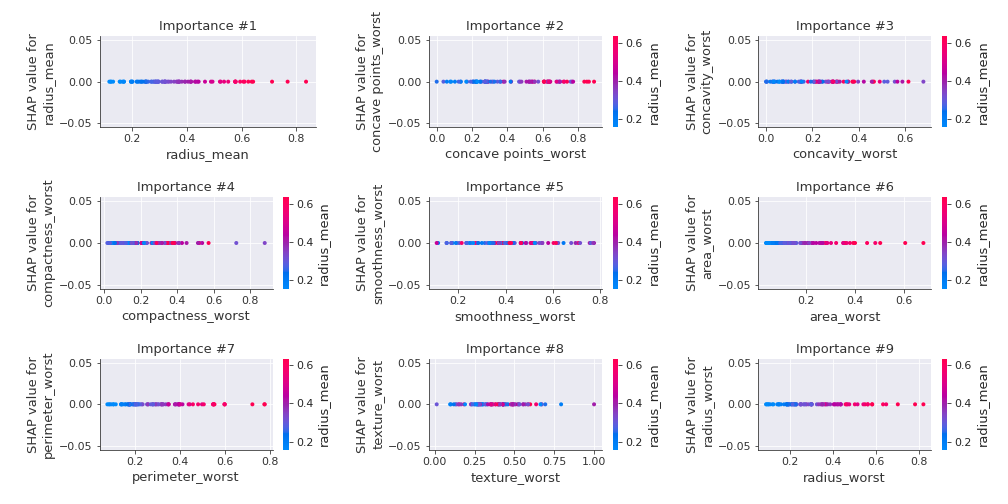 Importance #1
0.05
0.00
−0.05
SHAP value for
radius_mean
0.2
0.4
0.6
0.8
radius_mean
Importance #2
0.05
0.00
−0.05
SHAP value for
concave points_worst
0.0
0.2
0.4
0.6
0.8
concave points_worst
0.6
0.4
0.2
radius_mean
Importance #3
0.05
0.00
−0.05
SHAP value for
concavity_worst
0.0
0.2
0.4
0.6
concavity_worst
0.6
0.4
0.2
radius_mean
Importance #4
0.05
0.00
−0.05
SHAP value for
compactness_worst
0.0
0.2
0.4
0.6
0.8
compactness_worst
0.6
0.4
0.2
radius_mean
Importance #5
0.05
0.00
−0.05
SHAP value for
smoothness_worst
0.2
0.4
0.6
0.8
smoothness_worst
0.6
0.4
0.2
radius_mean
Importance #6
0.05
0.00
−0.05
SHAP value for
area_worst
0.2
0.4
0.6
area_worst
0.6
0.4
0.2
radius_mean
Importance #7
0.05
0.00
−0.05
SHAP value for
perimeter_worst
0.2
0.4
0.6
0.8
perimeter_worst
0.6
0.4
0.2
radius_mean
Importance #8
0.05
0.00
−0.05
SHAP value for
texture_worst
0.00
0.25
0.50
0.75
1.00
texture_worst
0.6
0.4
0.2
radius_mean
Importance #9
0.05
0.00
−0.05
SHAP value for
radius_worst
0.2
0.4
0.6
0.8
radius_worst
0.6
0.4
0.2
radius_mean